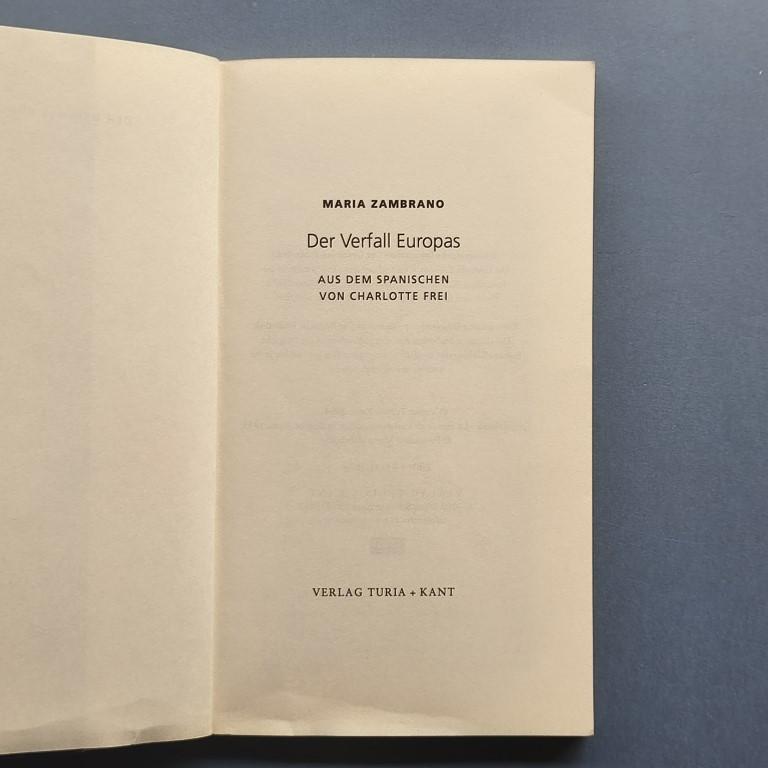 MARIA ZAMBRANO
Der Verfall Europas
AUS DEM SPANISCHEN
VON CHARLOTTE FREI
VERLAG TURIA + KANT